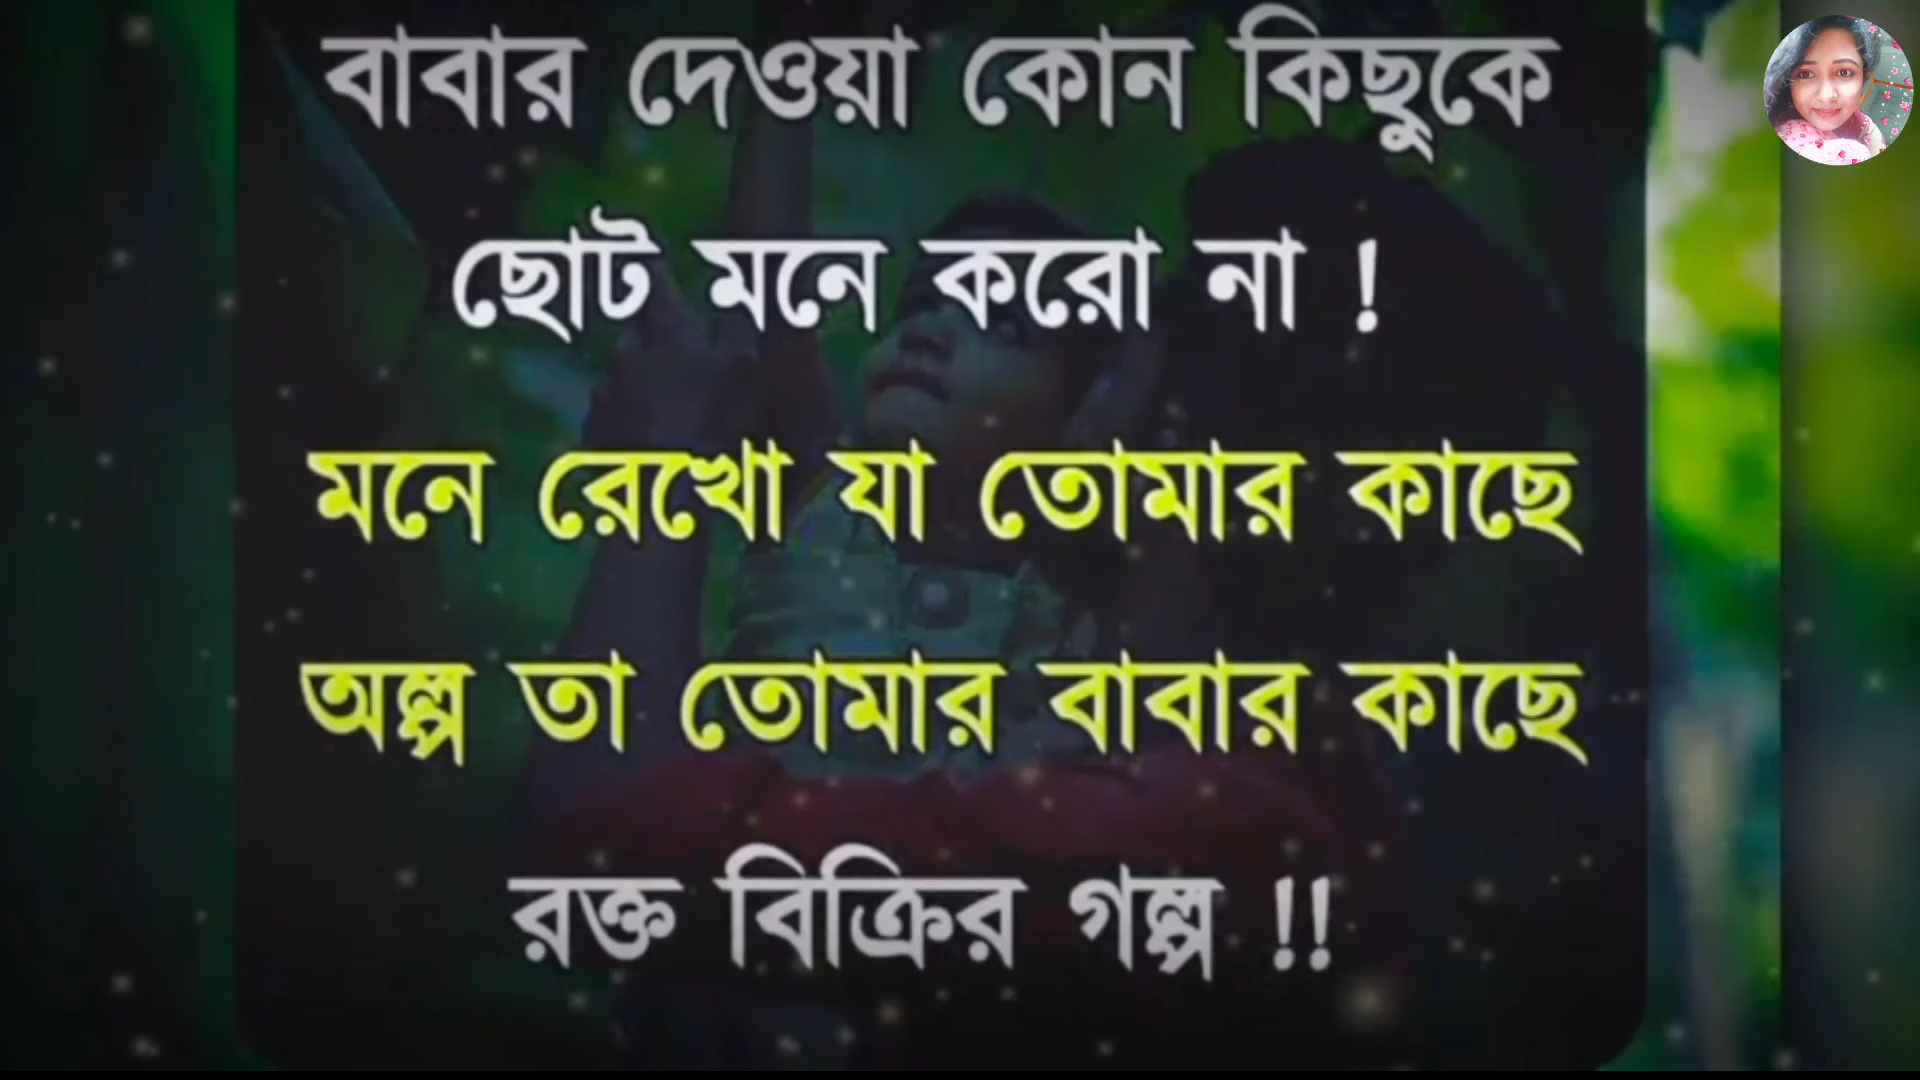 বাবার দেওয়া কোন কিছুকে
ছোট মনে করো না !
মনে রেখো যা তোমার কাছে
অল্প তা তোমার বাবার কাছে
রক্ত বিক্রির গল্প !!